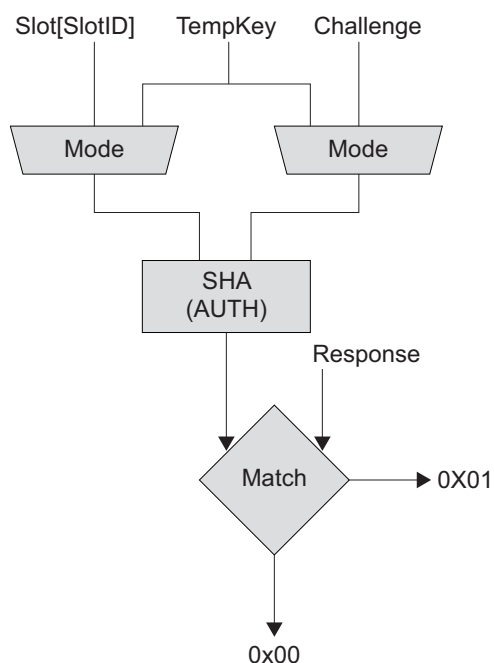 Slot[SlotID] TempKey Challenge
Mode Mode
SHA
(AUTH)
Response
Match
0X01
0x00